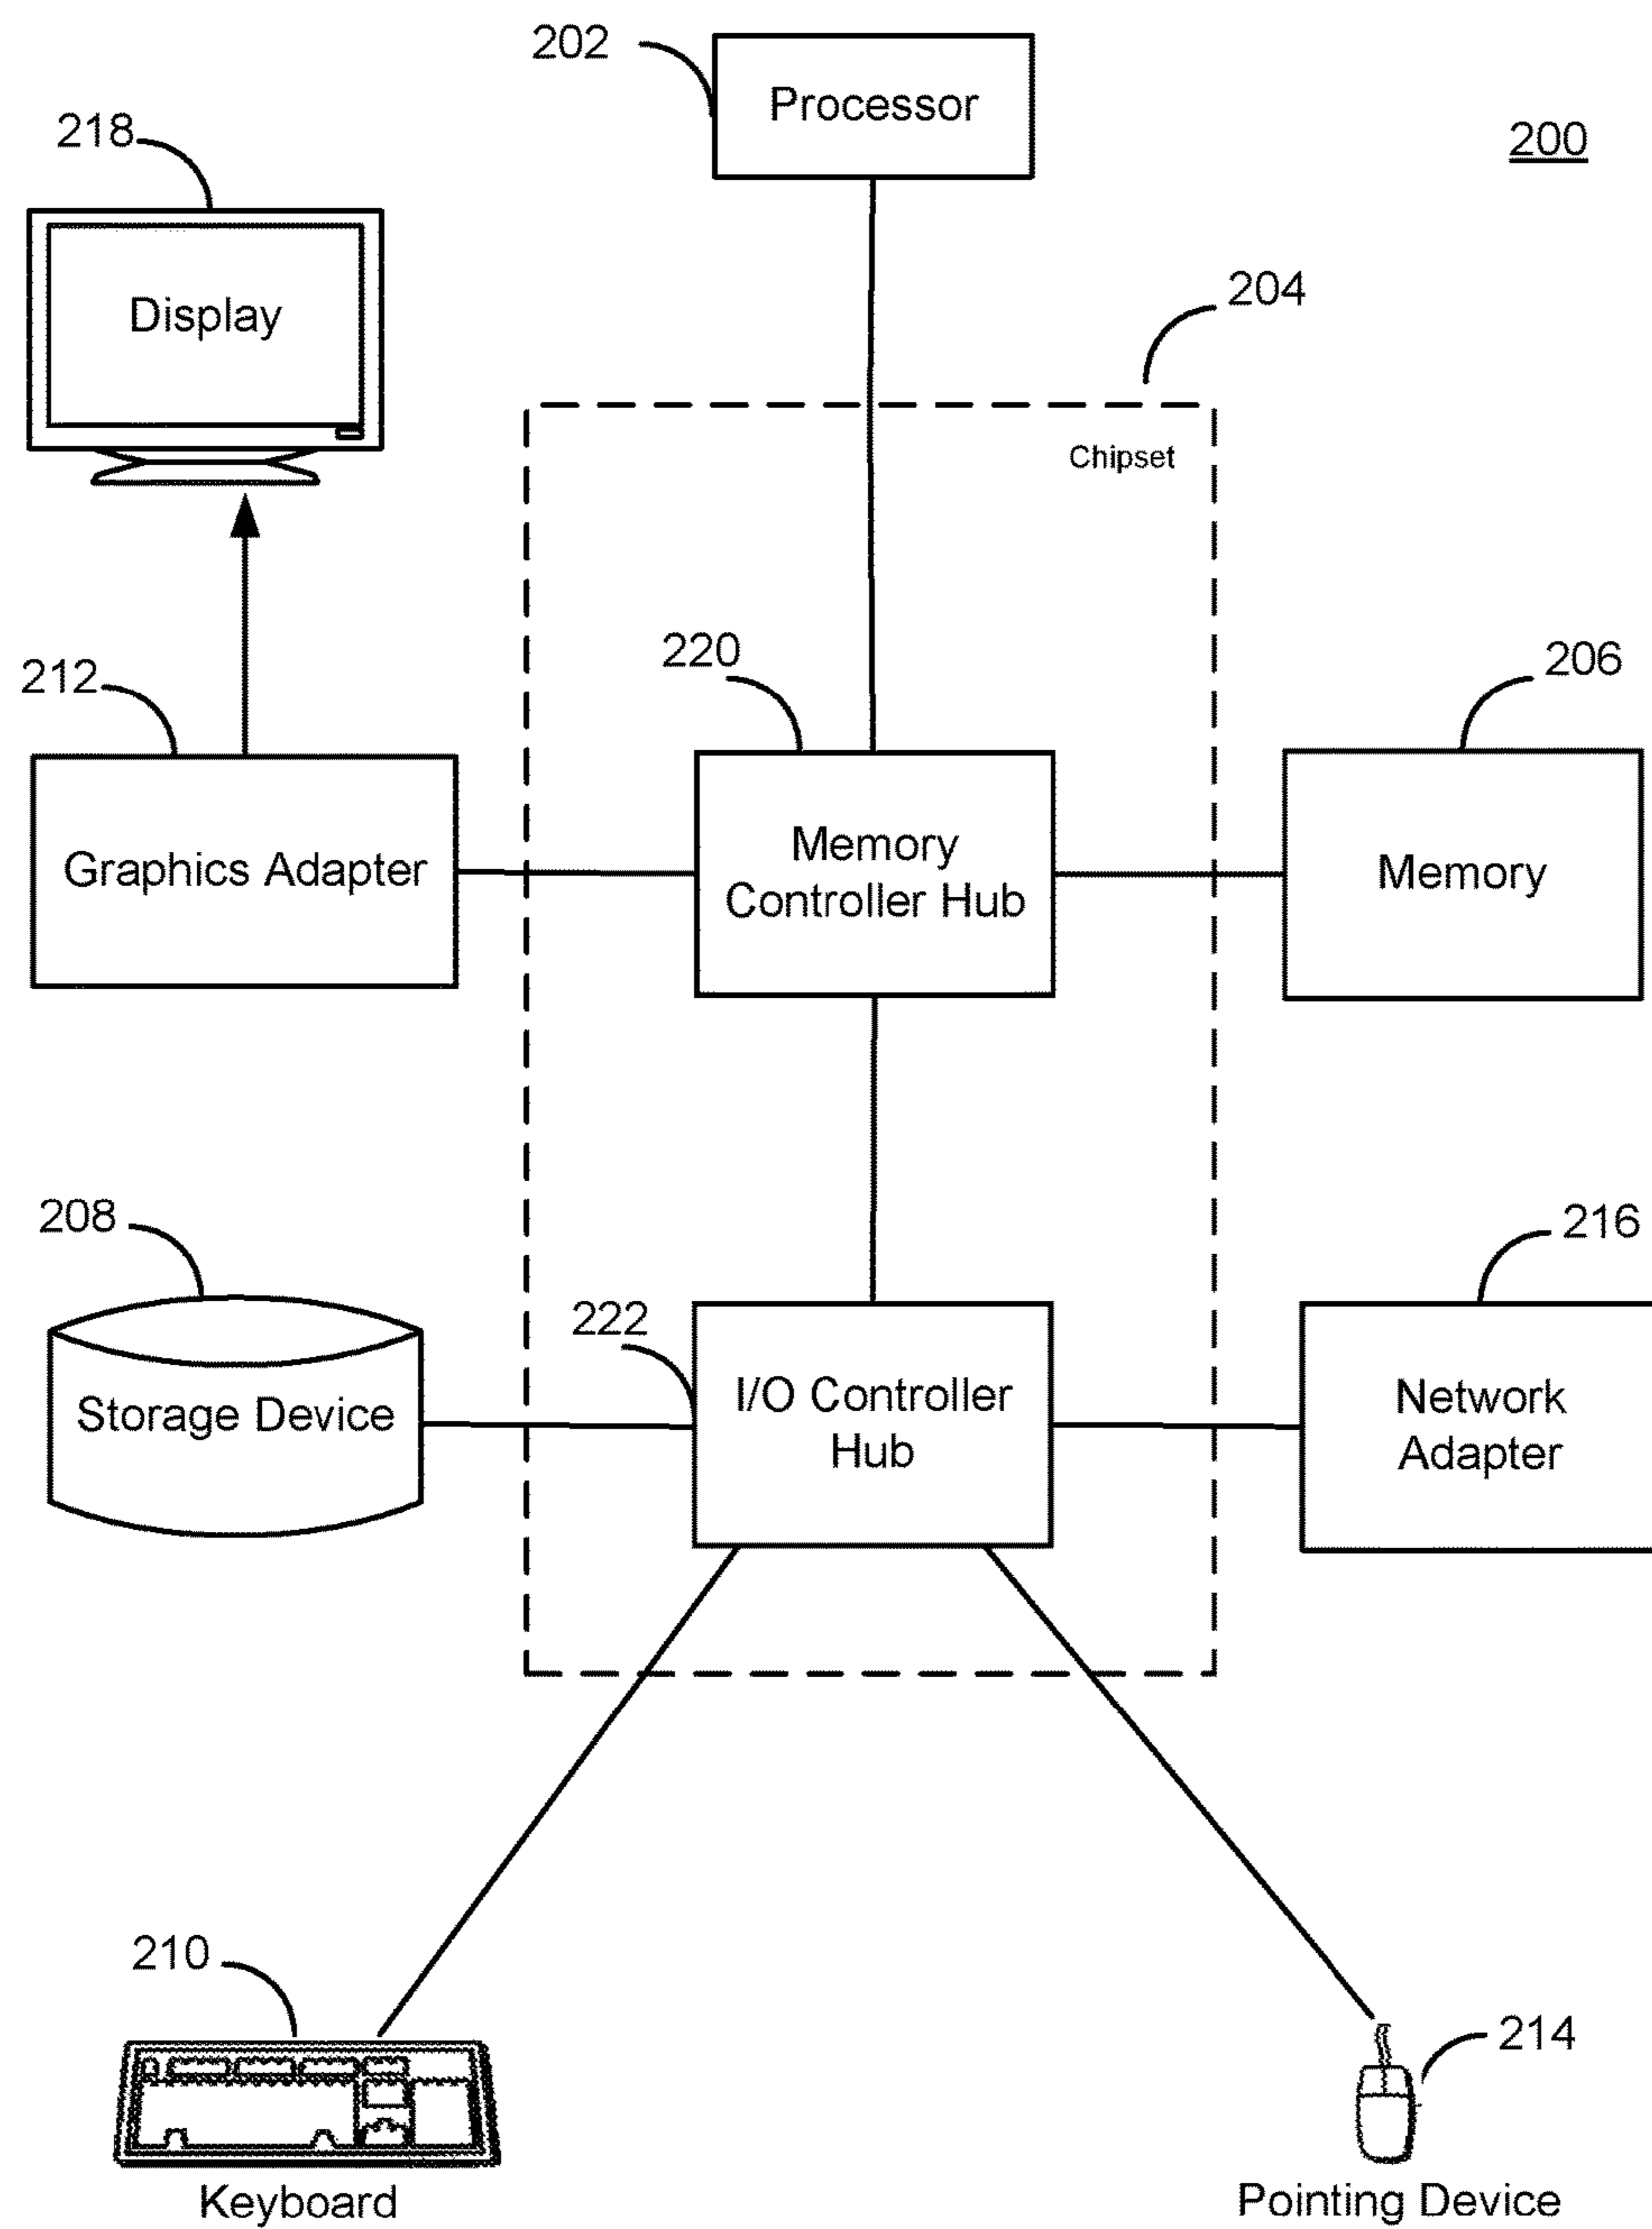 202
Processor
200
218
Display
204
Chipset
212
220
206
Graphics Adapter
Memory
Controller Hub
Memory
208
222
216
Storage Device
I/O Controller
Hub
Network
Adapter
210
214
Keyboard
Pointing Device